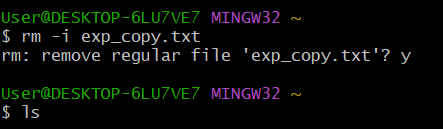 User@DESKTOP-6LU7VE7 MINGW32 ~
$ rm -i exp_copy.txt
rm: remove regular file 'exp_copy.txt'? y
User@DESKTOP-6LU7VE7 MINGW32 ~
$ ls